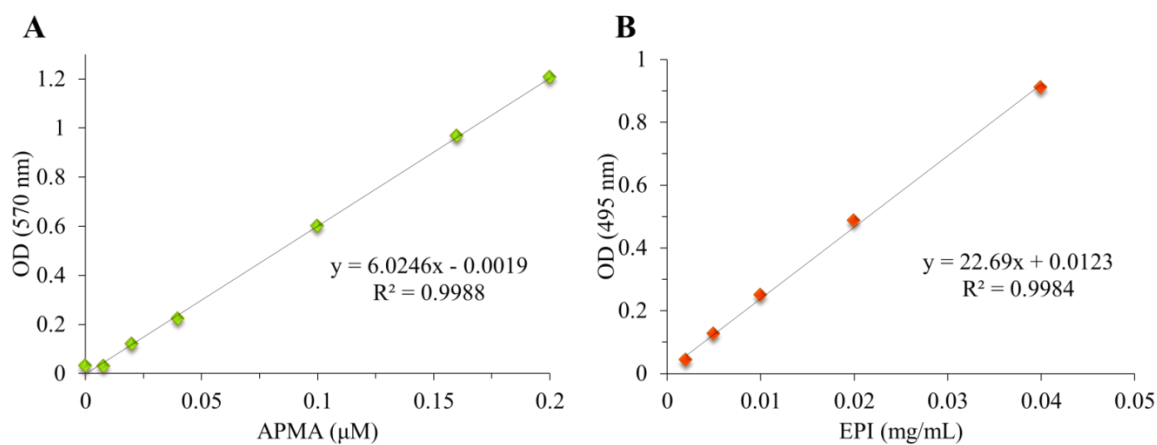 A
OD (570 nm)
1.2
1
0.8
0.6
0.4
0.2
0
y = 6.0246x - 0.0019
R² = 0.9988
0 0.05 0.1 0.15 0.2
APMA (μM)
B
OD (495 nm)
1
0.8
0.6
0.4
0.2
0
y = 22.69x + 0.0123
R² = 0.9984
0 0.01 0.02 0.03 0.04 0.05
EPI (mg/mL)